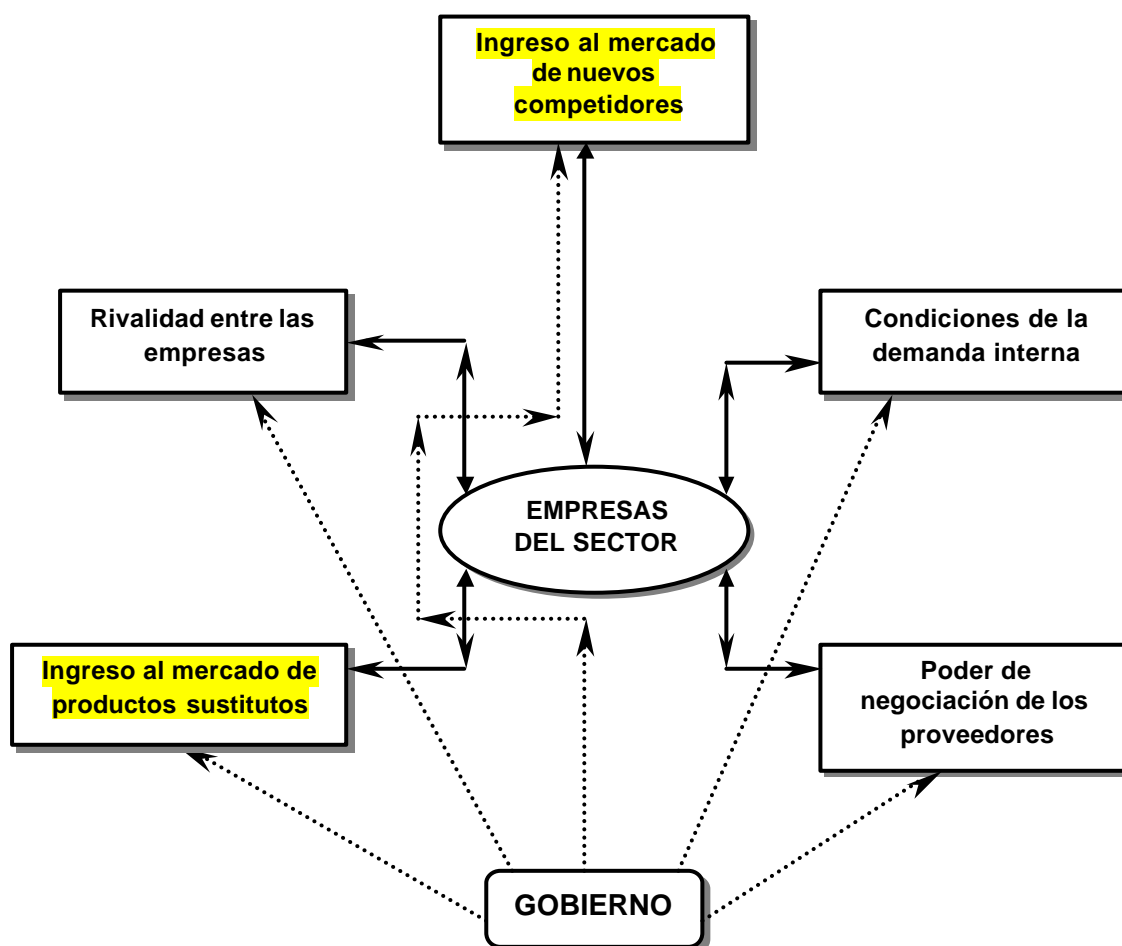 Ingreso al mercado
de nuevos
competidores
Rivalidad entre las
empresas
Condiciones de la
demanda interna
EMPRESAS
DEL SECTOR
Ingreso al mercado de
productos sustitutos
Poder de
negociación de los
proveedores
GOBIERNO